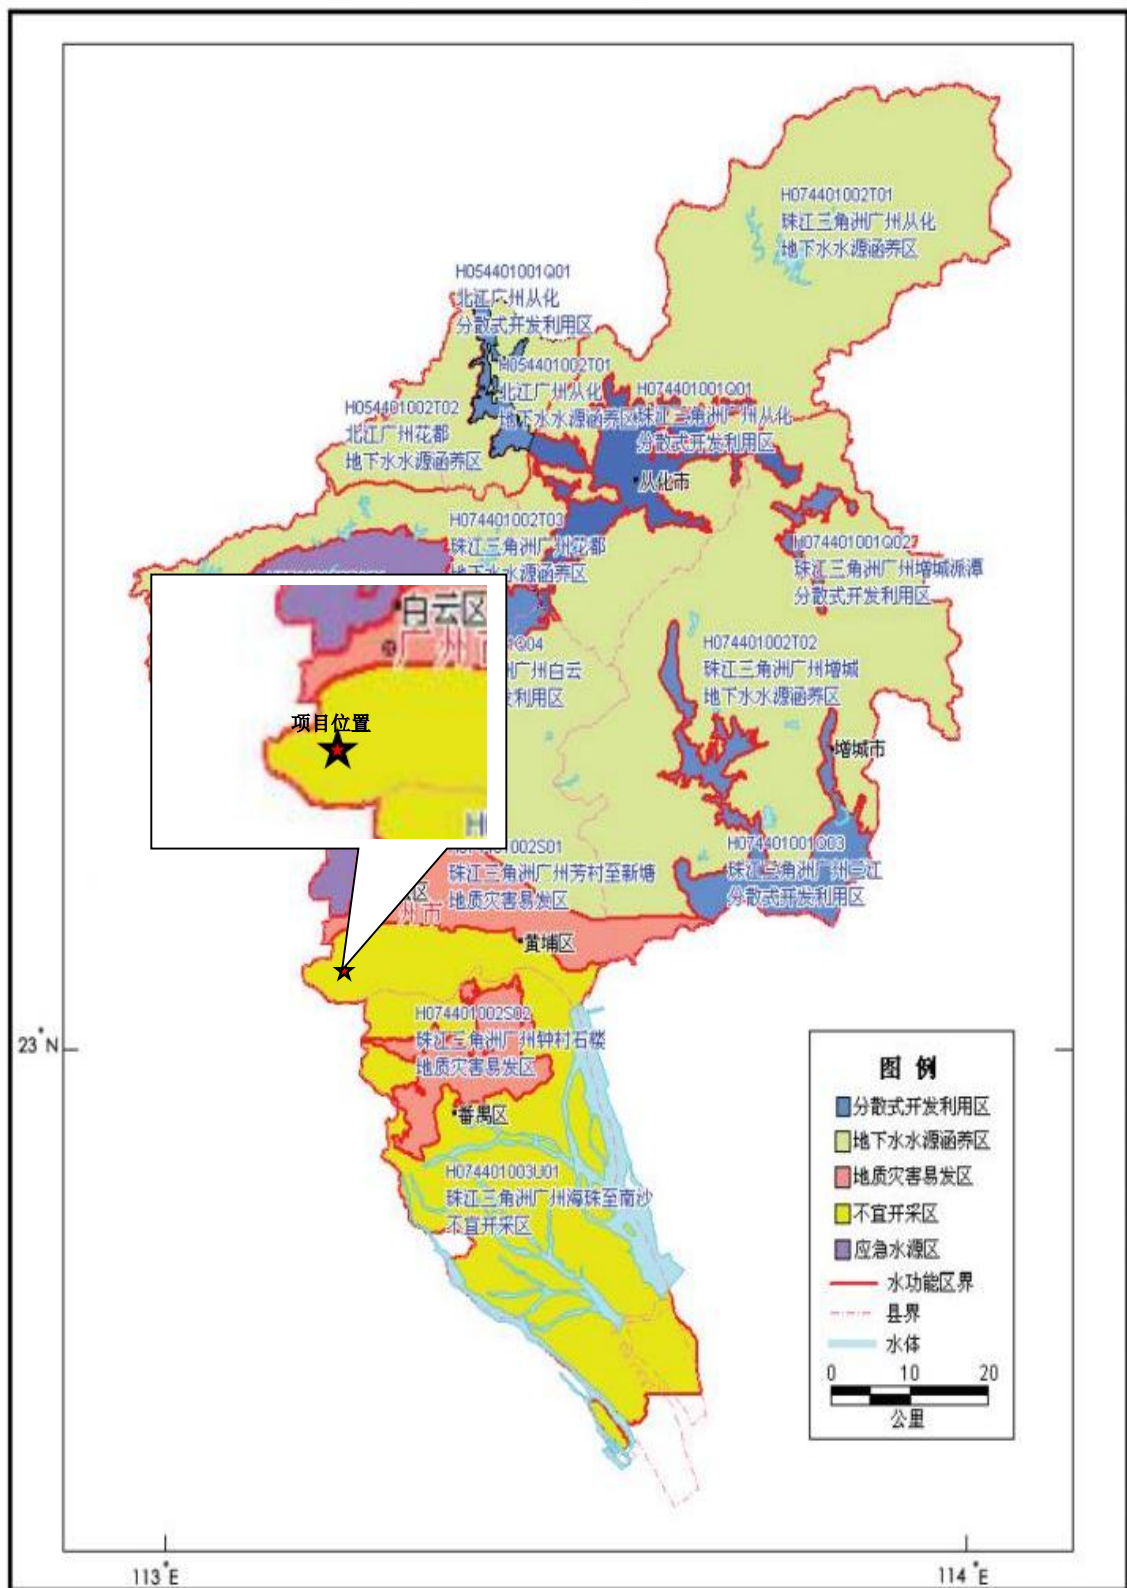 H074401002T01
珠江三角洲广州从化
地下水水源涵养区
H054401001Q01
北江广州从化
分散式开发利用区
H054401002T01
北江广州从化
地下水水源涵养区
H074401001Q01
珠江三角洲广州从化
分散式开发利用区
H054401002T02
北江广州花都
地下水水源涵养区
从化市
H074401002T03
珠江三角洲广州花都
地下水水源涵养区
H074401001Q02
珠江三角洲广州增城派潭
分散式开发利用区
白云区
广州
Q04
广州白云
利用区
H074401002T02
珠江三角洲广州增城
地下水水源涵养区
项目位置
增城市
H074401001Q03
珠江三角洲广州三江
分散式开发利用区
H074401002S01
珠江三角洲广州芳村至新塘
地质灾害易发区
区
州市
黄埔区
H074401002S02
珠江三角洲广州钟村石楼
地质灾害易发区
23°N
番禺区
H074401003U01
珠江三角洲广州海珠至南沙
不宜开采区
图例
分散式开发利用区
地下水水源涵养区
地质灾害易发区
不宜开采区
应急水源区
水功能区界
县界
水体
0 10 20
公里
113°E 114°E